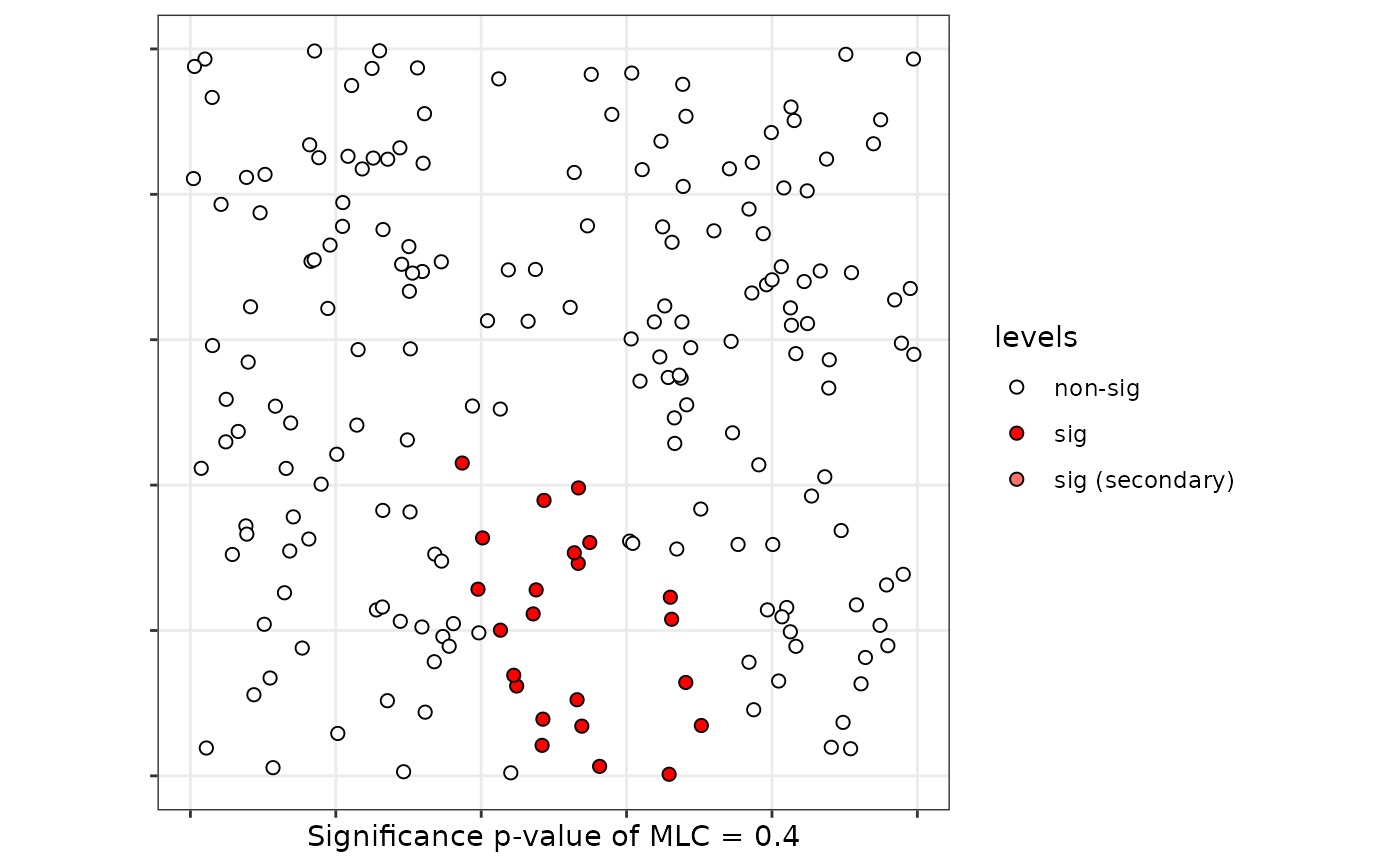 levels
non-sig
sig
sig (secondary)
Significance p-value of MLC = 0.4